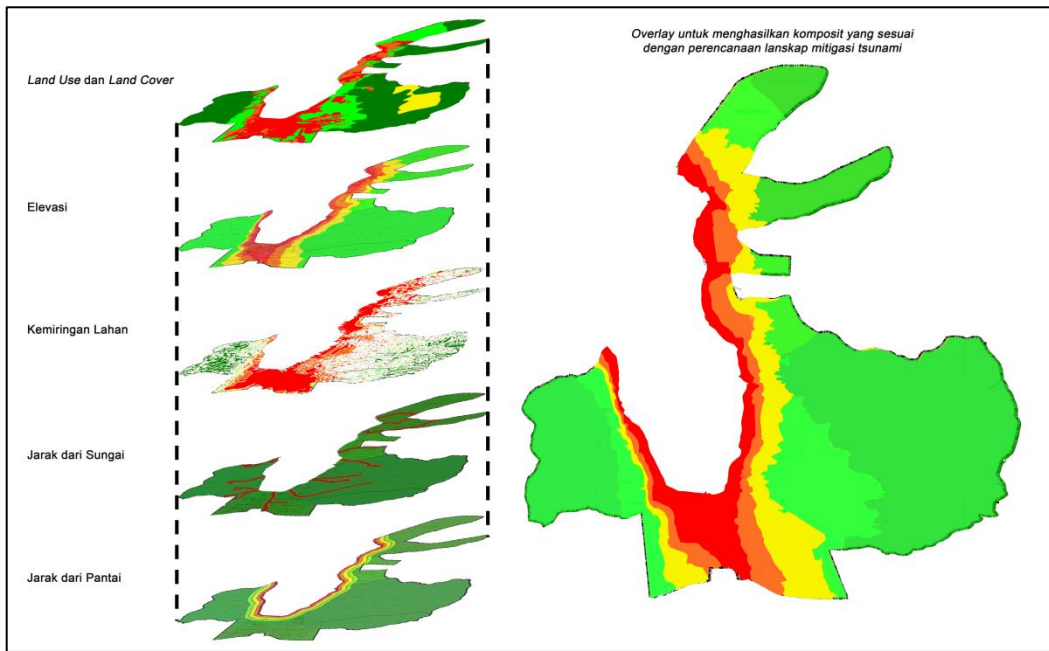 Overlay untuk menghasilkan komposit yang sesuai
dengan perencanaan lanskap mitigasi tsunami
Land Use dan Land Cover
Elevasi
Kemiringan Lahan
Jarak dari Sungai
Jarak dari Pantai